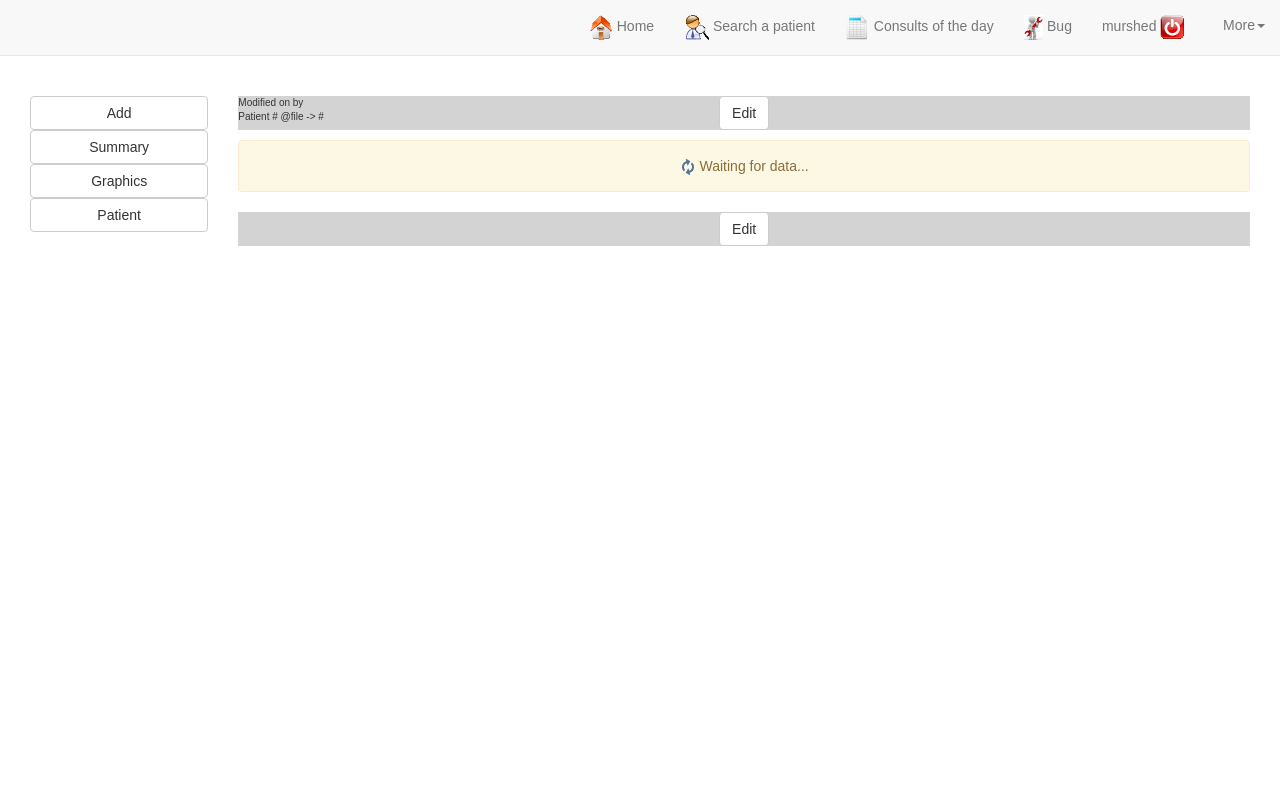 Home Search a patient Consults of the day Bug murshed More
Add
Summary
Graphics
Patient
Modified on by
Patient # @file -> #
Edit
Waiting for data...
Edit